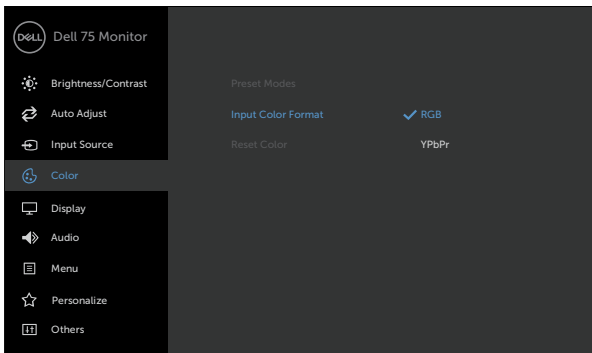 DELL Dell 75 Monitor
Brightness/Contrast
Preset Modes
Auto Adjust
Input Color Format
RGB
Input Source
Reset Color
YPbPr
Color
Display
Audio
Menu
Personalize
Others